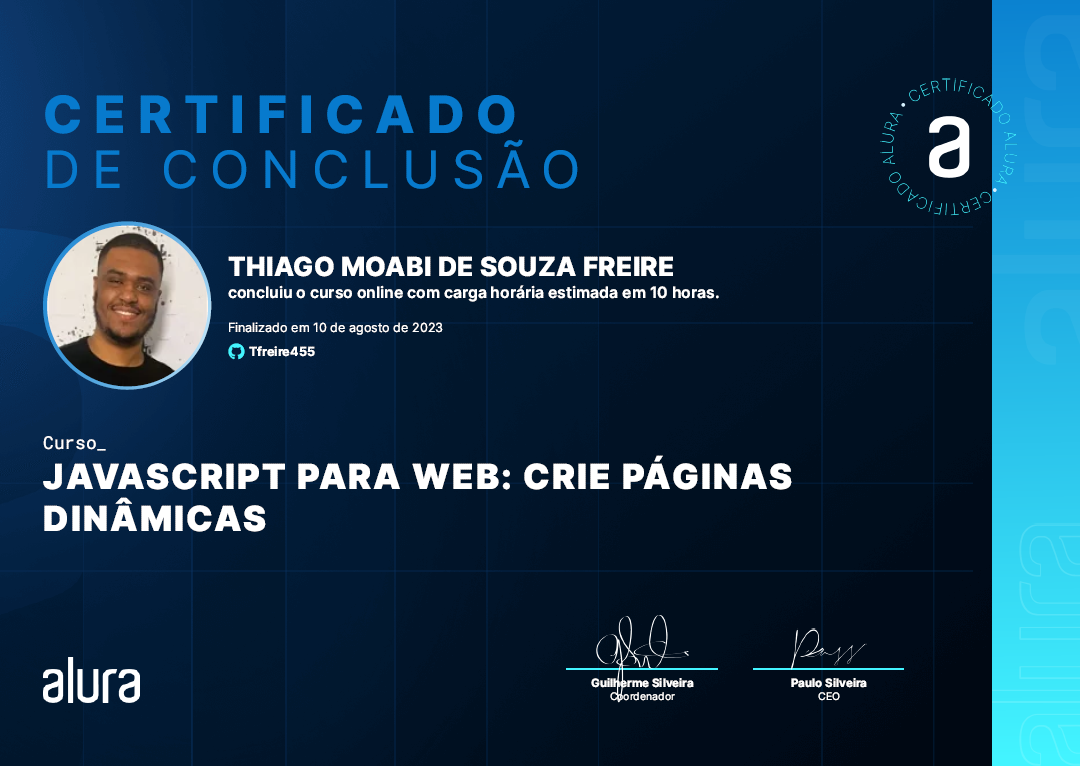 CERTIFICADO
DE CONCLUSÃO
CERTIFICADO ALURA • CERTIFICADO ALURA •
a
THIAGO MOABI DE SOUZA FREIRE
concluiu o curso online com carga horária estimada em 10 horas.
Finalizado em 10 de agosto de 2023
Tfreire455
Curso_
JAVASCRIPT PARA WEB: CRIE PÁGINAS
DINÂMICAS
alura
Guilherme Silveira
Coordenador
Paulo Silveira
CEO
alura
alura